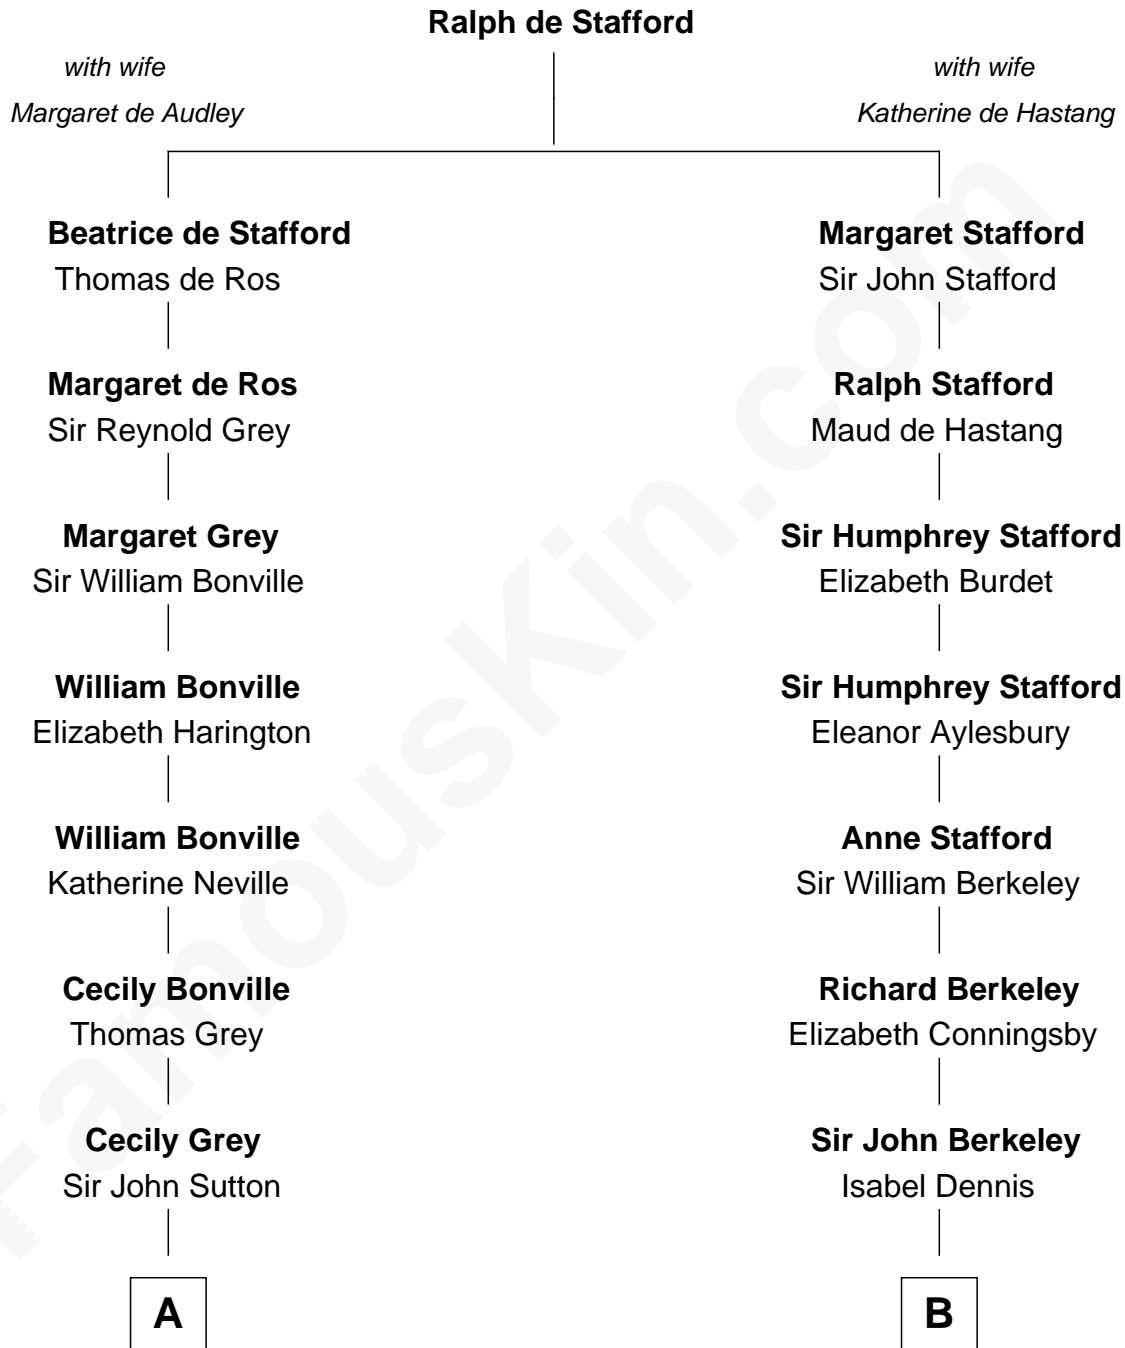 Ralph de Stafford
with wife
Margaret de Audley
with wife
Katherine de Hastang
Beatrice de Stafford
Thomas de Ros
Margaret Stafford
Sir John Stafford
Margaret de Ros
Sir Reynold Grey
Ralph Stafford
Maud de Hastang
Margaret Grey
Sir William Bonville
Sir Humphrey Stafford
Elizabeth Burdet
William Bonville
Elizabeth Harington
Sir Humphrey Stafford
Eleanor Aylesbury
William Bonville
Katherine Neville
Anne Stafford
Sir William Berkeley
Cecily Bonville
Thomas Grey
Richard Berkeley
Elizabeth Conningsby
Cecily Grey
Sir John Sutton
Sir John Berkeley
Isabel Dennis
A
B
FamousKin.com